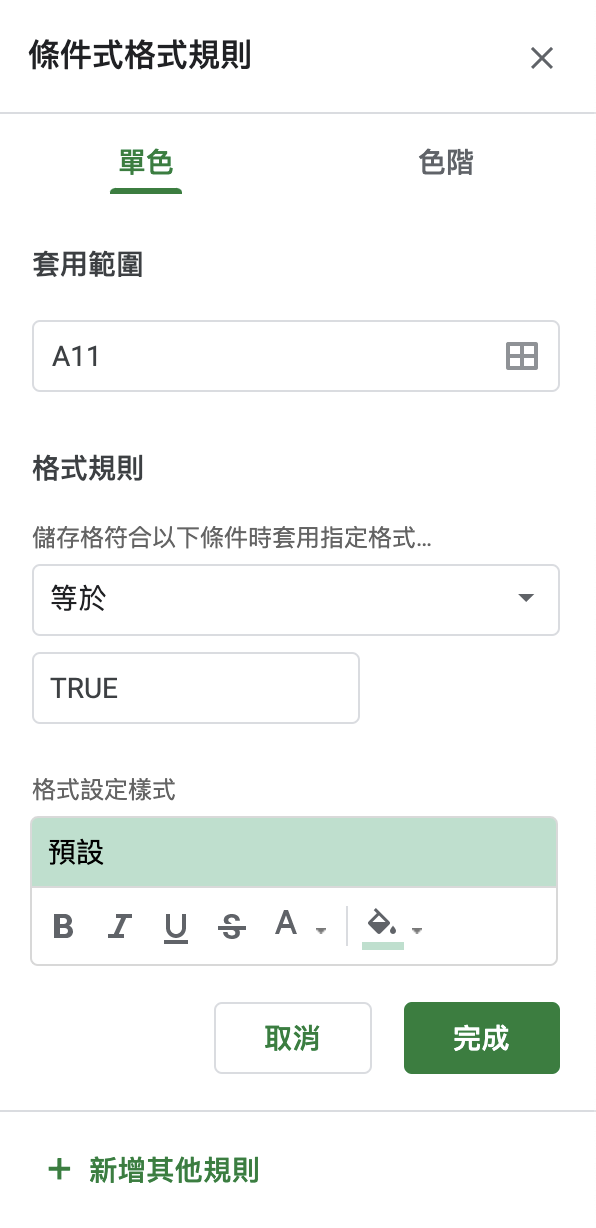 條件式格式規則
單色 色階
套用範圍
A11
格式規則
儲存格符合以下條件時套用指定格式…
等於
TRUE
格式設定樣式
預設
B I U S A
取消 完成
+ 新增其他規則